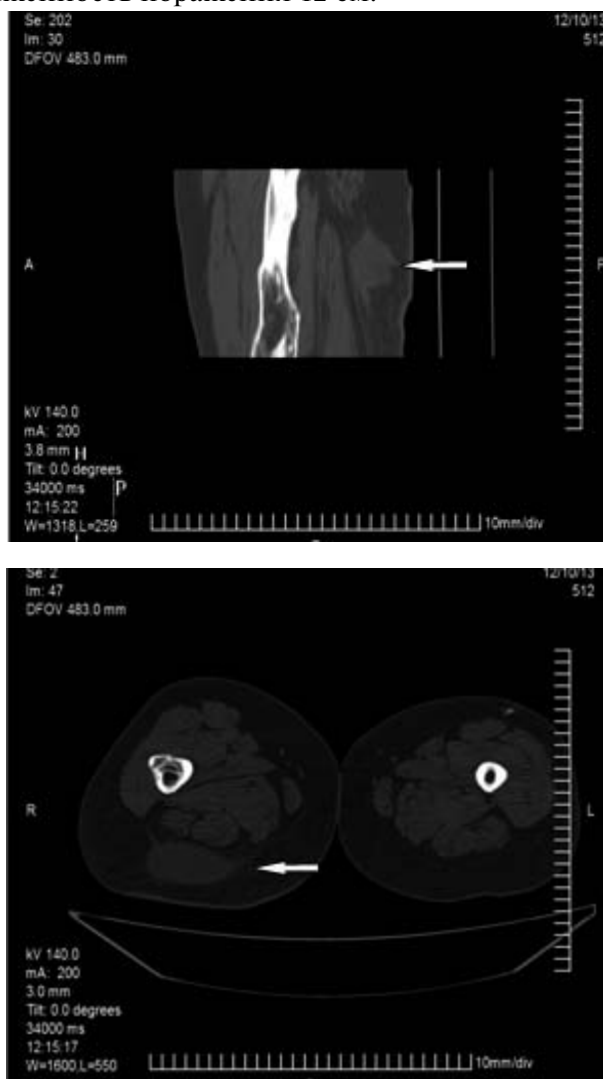 Se: 202
Im: 30
DFOV 483.0 mm
12/10/13
512
A
kV 140.0
mA: 200
3.8 mm H
Tilt: 0.0 degrees
34000 ms P
12:15:22
W=1318,L=259
10mm/div
Se: 2
Im: 47
DFOV 483.0 mm
12/10/13
512
R
L
kV 140.0
mA: 200
3.0 mm
Tilt: 0.0 degrees
34000 ms
12:15:17
W=1600,L=550
10mm/div